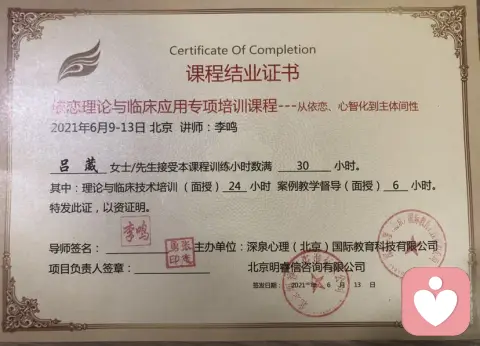 Certificate Of Completion
课程结业证书
依恋理论与临床应用专项培训课程---从依恋、心智化到主体间性
2021年6月9-13日 北京 讲师：李鸣
吕葳 女士/先生接受本课程训练小时数满 30 小时。
其中：理论与临床技术培训（面授）24 小时 案例教学督导（面授）6 小时。
特发此证，以资证明。
李鸣
导师签名： 主办单位：深泉心理（北京）国际教育科技有限公司
项目负责人签章： 北京明睿信咨询有限公司
签发日期： 2021 年 6 月 13 日